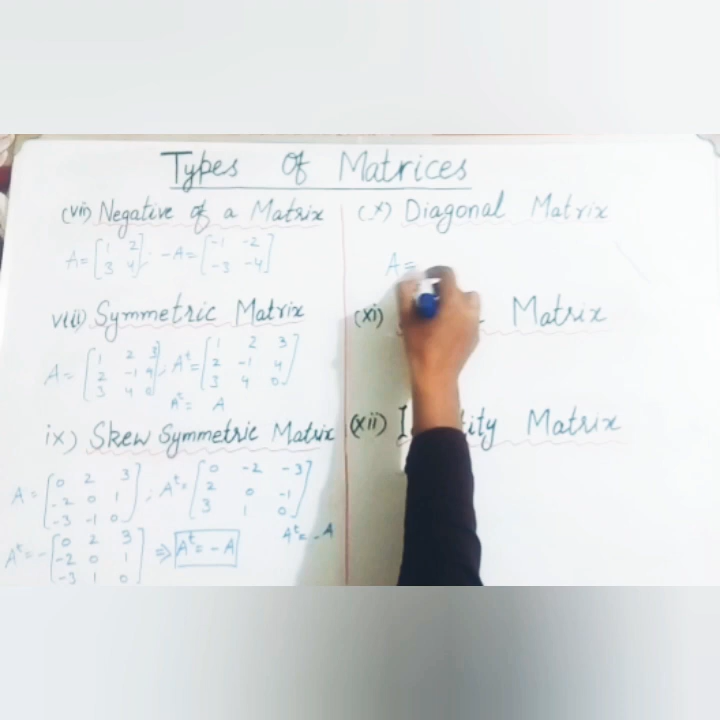 Types of Matrices
(vii) Negative of a Matrix
A = [1 2
3 4]; -A = [-1 -2
-3 -4]
viii) Symmetric Matrix
A = [1 2 3
2 -1 4
3 4 0]; Aᵗ = [1 2 3
2 -1 4
3 4 0]
Aᵗ = A
ix) Skew Symmetric Matrix
A = [0 2 3
-2 0 1
-3 -1 0]; Aᵗ = [0 -2 -3
2 0 -1
3 1 0]
Aᵗ = -A
Aᵗ = -[0 2 3
-2 0 1
-3 1 0] ⇒ Aᵗ = -A
(x) Diagonal Matrix
A =
(xi) Matrix
(xii) Matrix